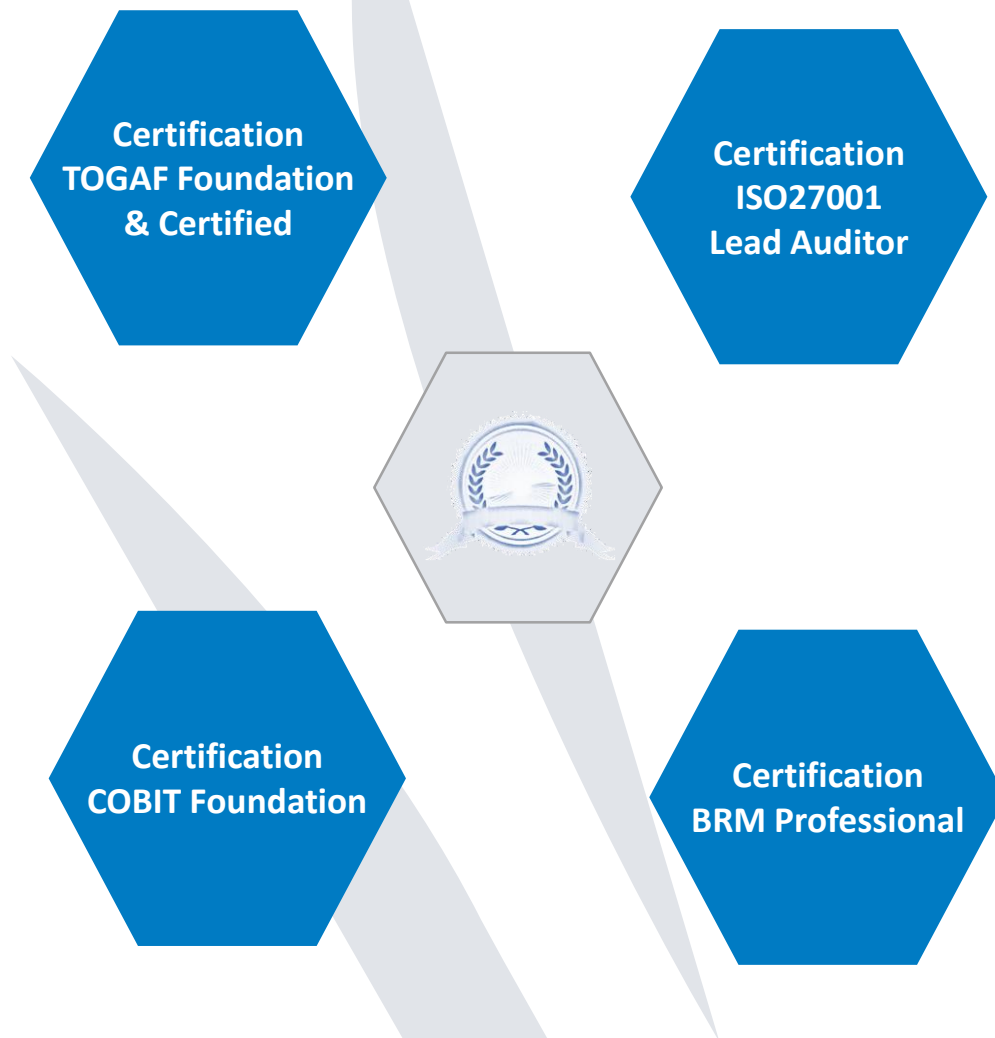 Certification
TOGAF Foundation
& Certified
Certification
ISO27001
Lead Auditor
Certification
COBIT Foundation
Certification
BRM Professional